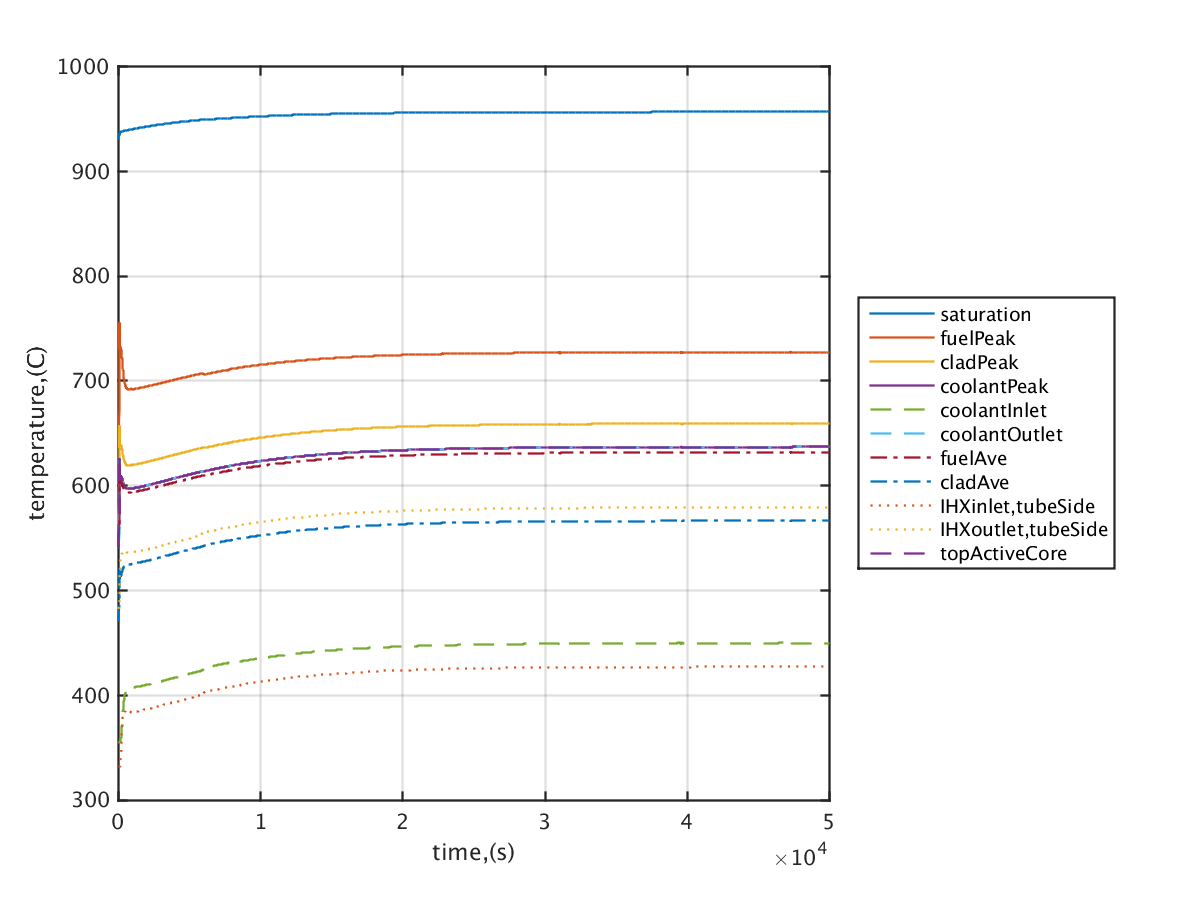 1000
900
800
700
600
500
400
300
0
1
2
3
4
5
×10^4
time,(s)
temperature,(C)
saturation
fuelPeak
cladPeak
coolantPeak
coolantInlet
coolantOutlet
fuelAve
cladAve
IHXinlet,tubeSide
IHXoutlet,tubeSide
topActiveCore